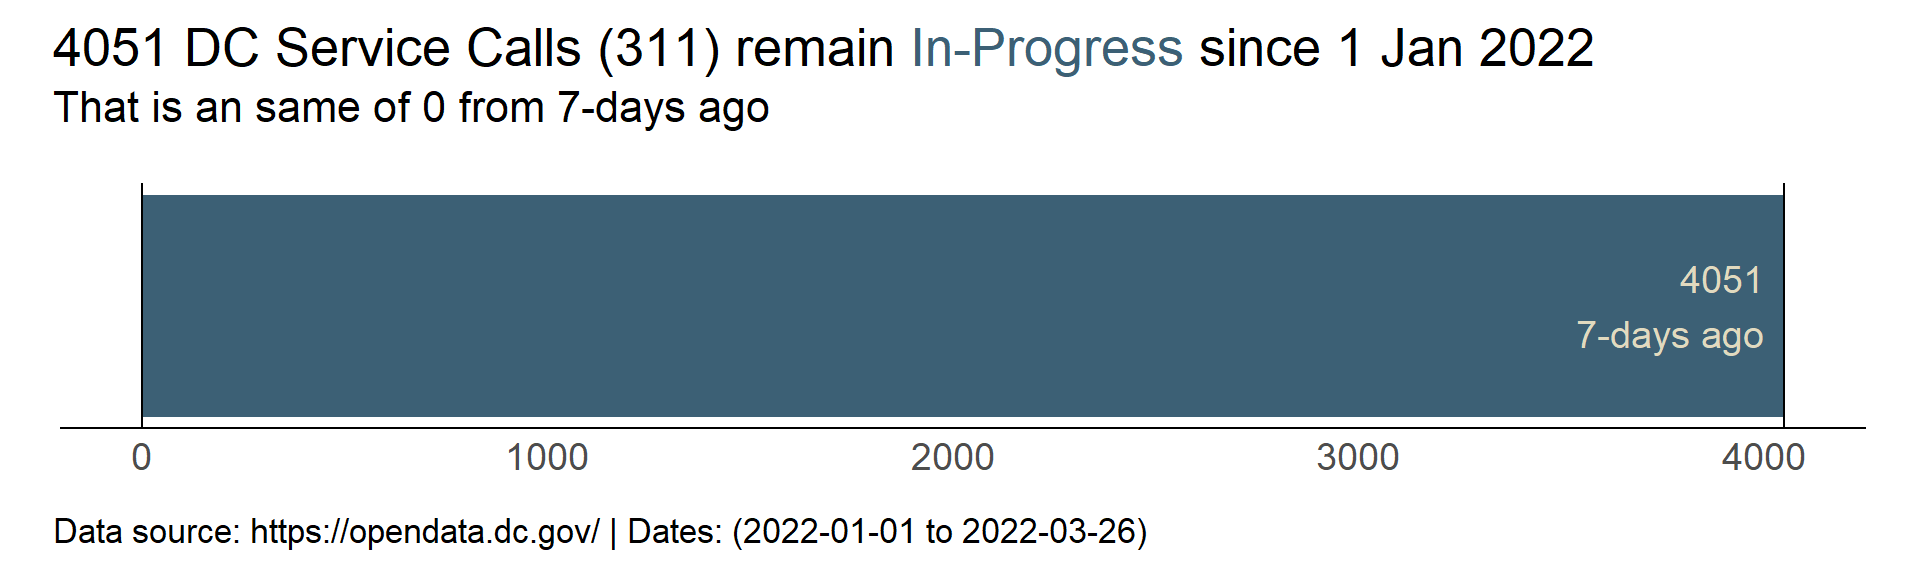 4051 DC Service Calls (311) remain In-Progress since 1 Jan 2022
That is an same of 0 from 7-days ago
4051
7-days ago
0 1000 2000 3000 4000
Data source: https://opendata.dc.gov/ | Dates: (2022-01-01 to 2022-03-26)